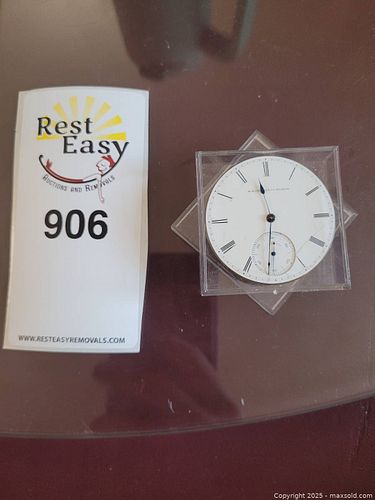 Rest
Easy
AUCTIONS AND REMOVALS
906
WWW.RESTEASYREMOVALS.COM
Copyright 2025 - maxsold.com